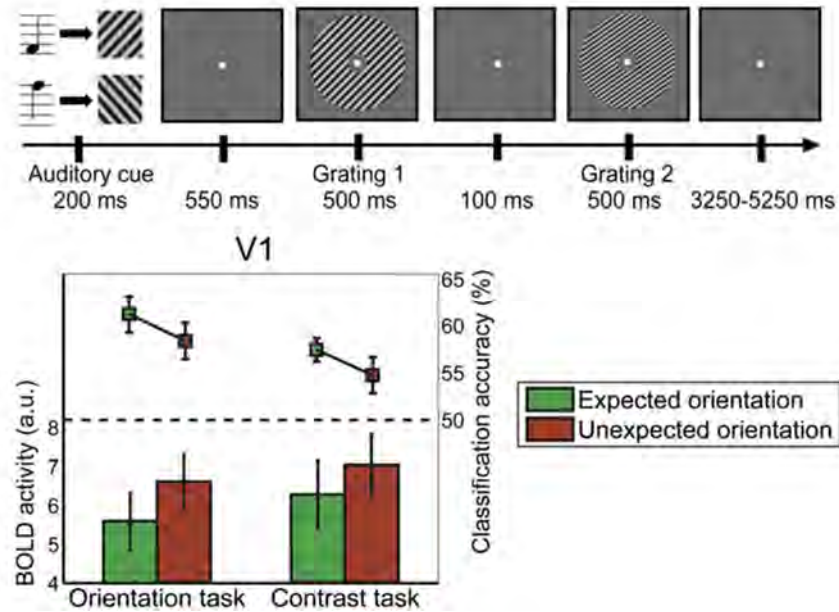 Auditory cue
200 ms
550 ms
Grating 1
500 ms
100 ms
Grating 2
500 ms
3250-5250 ms
V1
BOLD activity (a.u.)
8
7
6
5
4
65
60
55
50
Classification accuracy (%)
Orientation task
Contrast task
Expected orientation
Unexpected orientation